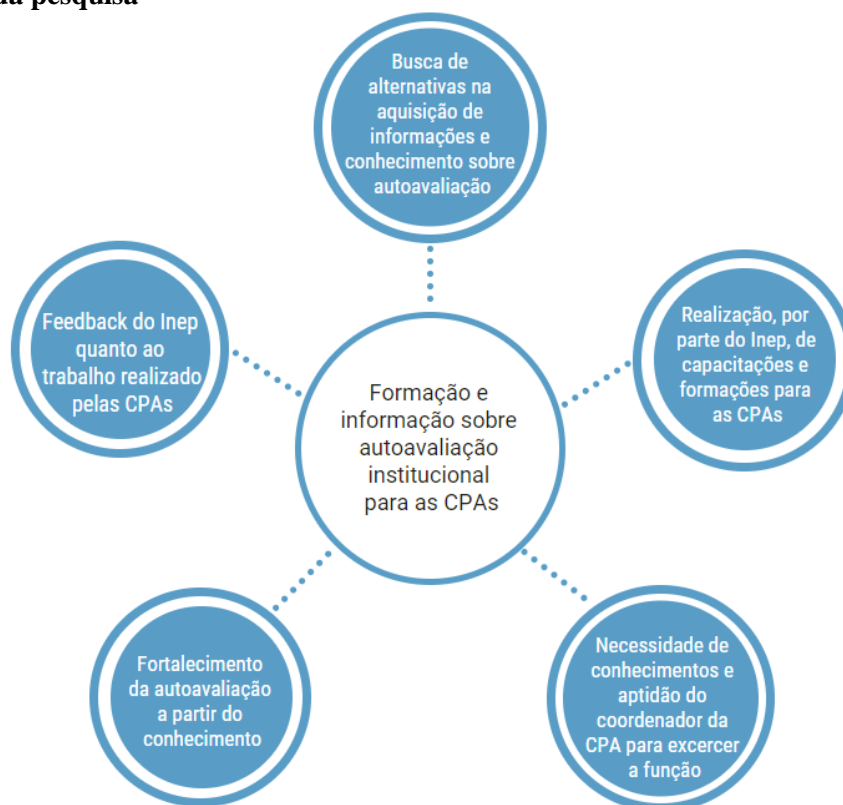 da pesquisa
Busca de
alternativas na
aquisição de
informações e
conhecimento sobre
autoavaliação
Feedback do Inep
quanto ao
trabalho realizado
pelas CPAs
Realização, por
parte do Inep, de
capacitações e
formações para
as CPAs
Formação e
informação sobre
autoavaliação
institucional
para as CPAs
Fortalecimento
da autoavaliação
a partir do
conhecimento
Necessidade de
conhecimentos e
aptidão do
coordenador da
CPA para excercer
a função